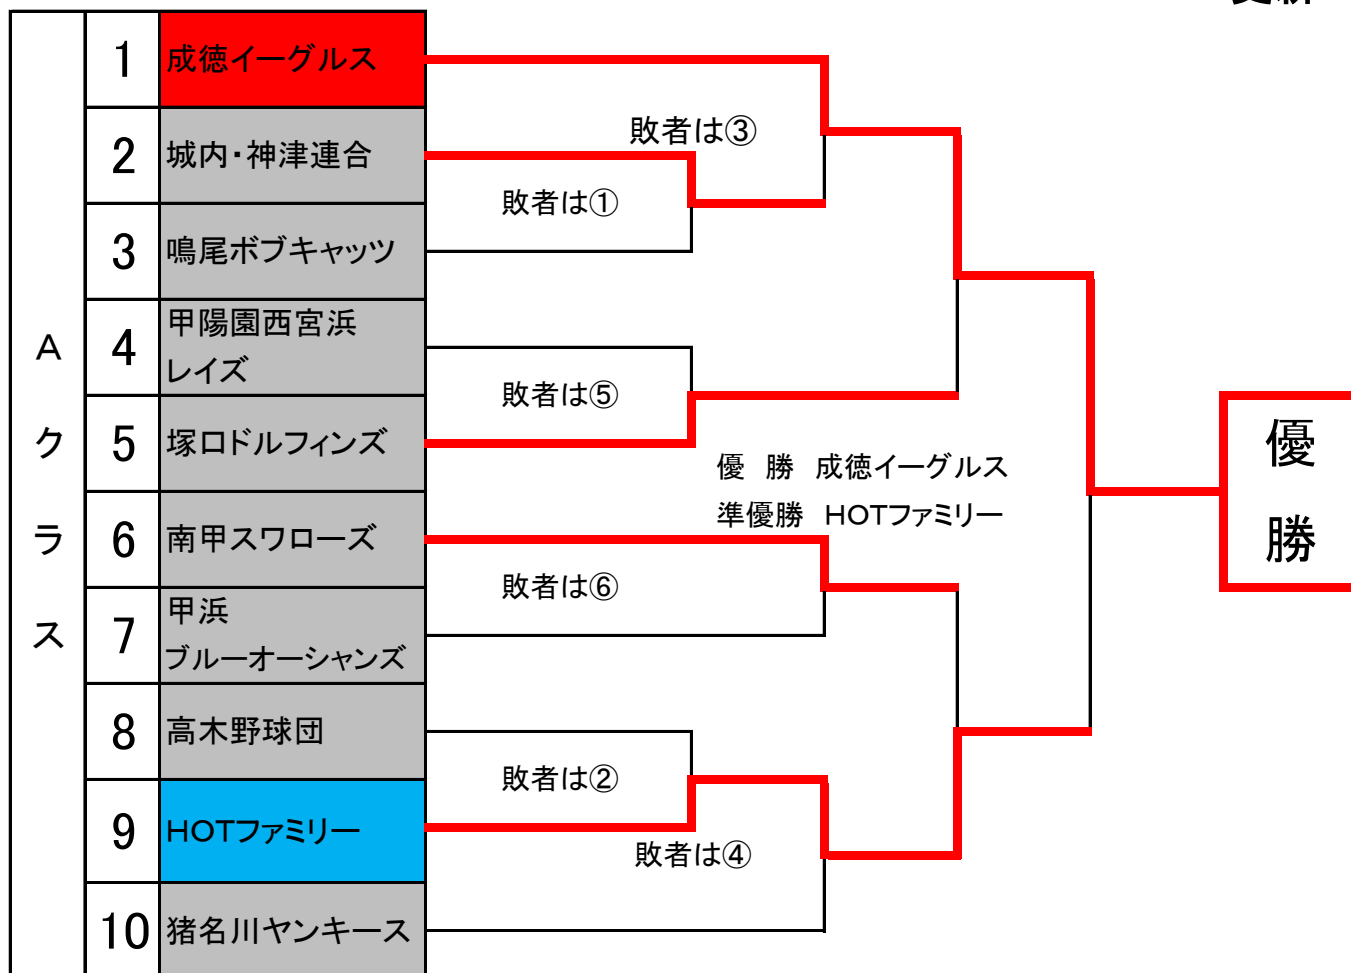 更新
Aクラス
1 成徳イーグルス
2 城内・神津連合
3 鳴尾ボブキャッツ
4 甲陽園西宮浜
レイズ
5 塚口ドルフィンズ
6 南甲スワローズ
7 甲浜
ブルーオーシャンズ
8 高木野球団
9 HOTファミリー
10 猪名川ヤンキース
敗者は③
敗者は①
敗者は⑤
優　勝　成徳イーグルス
準優勝　HOTファミリー
敗者は⑥
敗者は②
敗者は④
優勝